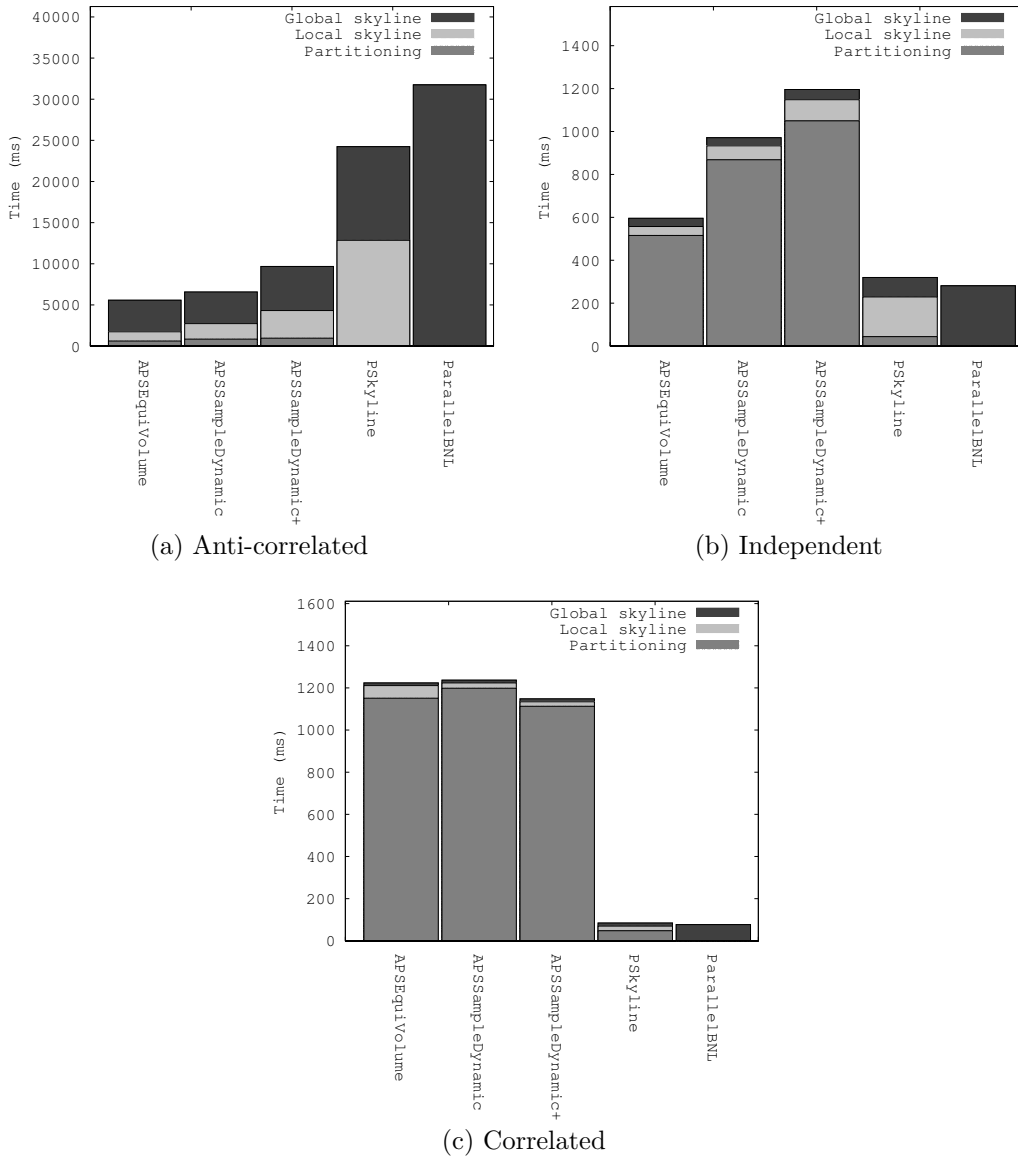 40000
35000
30000
25000
20000
15000
10000
5000
0
Time (ms)
Global skyline
Local skyline
Partitioning
APSEquiVolume
APSSampleDynamic
APSSampleDynamic+
PSkyline
ParallelBNL
(a) Anti-correlated
1400
1200
1000
800
600
400
200
0
Time (ms)
Global skyline
Local skyline
Partitioning
APSEquiVolume
APSSampleDynamic
APSSampleDynamic+
PSkyline
ParallelBNL
(b) Independent
1600
1400
1200
1000
800
600
400
200
0
Time (ms)
Global skyline
Local skyline
Partitioning
APSEquiVolume
APSSampleDynamic
APSSampleDynamic+
PSkyline
ParallelBNL
(c) Correlated